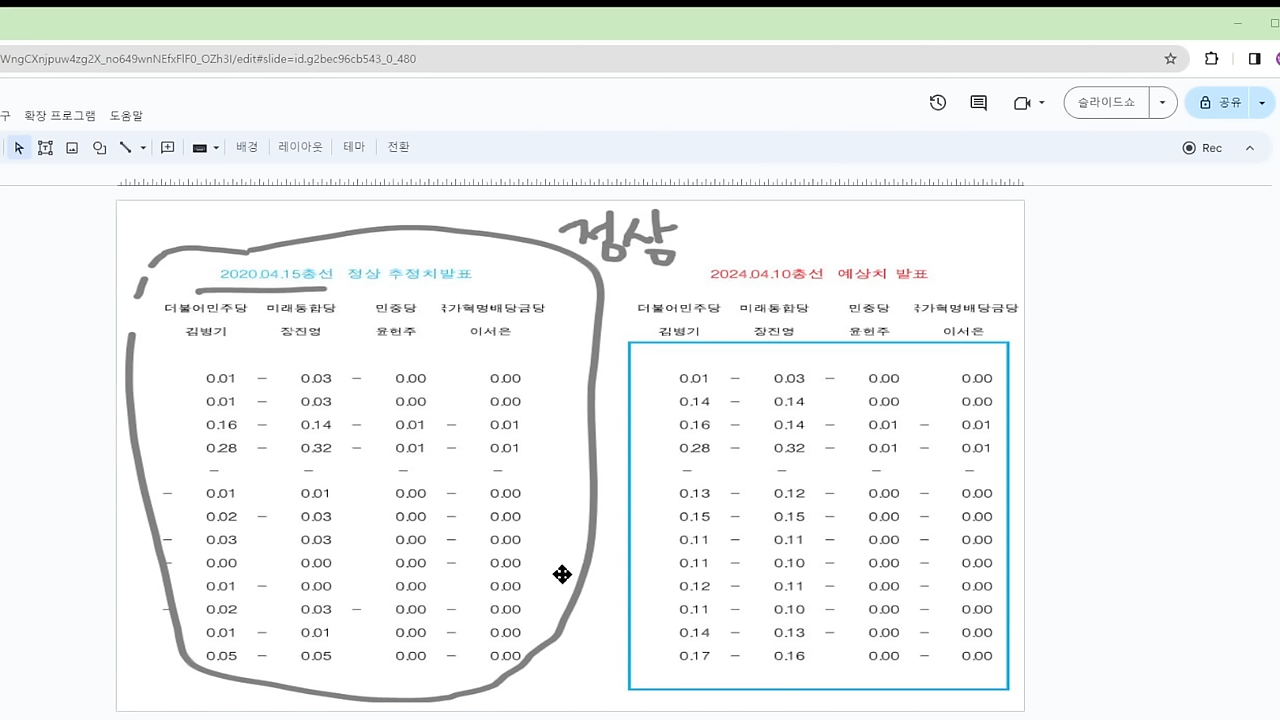 WngCXnjpuw4zg2X_no649wnNEfxFlF0_OZh3I/edit#slide=id.g2bec96cb543_0_480
구 확장 프로그램 도움말
슬라이드쇼 공유
배경 레이아웃 테마 전환 Rec
정상
2020.04.15총선 정상 추정치발표
더불어민주당 미래통합당 민중당 국가혁명배당금당
김병기 장진영 윤헌주 이서은
0.01 – 0.03 – 0.00 0.00
0.01 – 0.03 0.00 0.00
0.16 – 0.14 – 0.01 – 0.01
0.28 – 0.32 – 0.01 – 0.01
– – – –
– 0.01 0.01 0.00 – 0.00
0.02 – 0.03 0.00 – 0.00
– 0.03 0.03 0.00 – 0.00
– 0.00 0.00 0.00 – 0.00
0.01 – 0.00 0.00 – 0.00
– 0.02 0.03 – 0.00 – 0.00
0.01 – 0.01 0.00 – 0.00
0.05 – 0.05 0.00 – 0.00
2024.04.10총선 예상치 발표
더불어민주당 미래통합당 민중당 국가혁명배당금당
김병기 장진영 윤헌주 이서은
0.01 – 0.03 – 0.00 0.00
0.14 – 0.14 0.00 0.00
0.16 – 0.14 – 0.01 – 0.01
0.28 – 0.32 – 0.01 – 0.01
– – – –
0.13 – 0.12 – 0.00 – 0.00
0.15 – 0.15 – 0.00 – 0.00
0.11 – 0.11 – 0.00 – 0.00
0.11 – 0.10 – 0.00 – 0.00
0.12 – 0.11 – 0.00 – 0.00
0.11 – 0.10 – 0.00 – 0.00
0.14 – 0.13 – 0.00 – 0.00
0.17 – 0.16 0.00 – 0.00